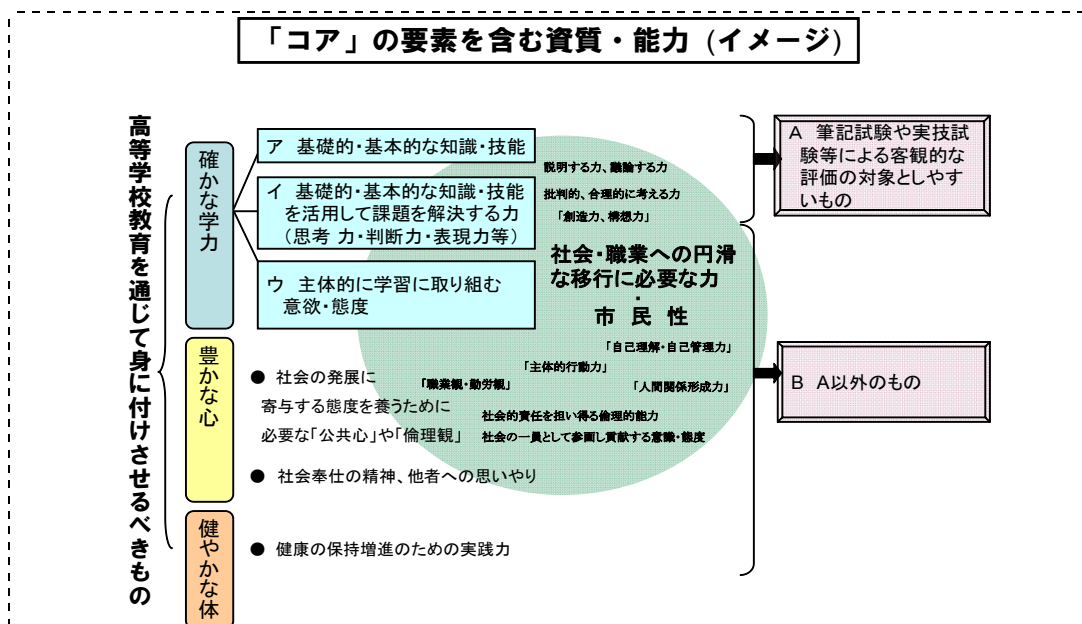 「コア」の要素を含む資質・能力 (イメージ)
高等学校教育を通じて身に付けさせるべきもの
確かな学力
ア 基礎的・基本的な知識・技能
イ 基礎的・基本的な知識・技能
を活用して課題を解決する力
(思考 力・判断力・表現力等)
ウ 主体的に学習に取り組む
意欲・態度
豊かな心
● 社会の発展に
寄与する態度を養うために
必要な「公共心」や「倫理観」
● 社会奉仕の精神、他者への思いやり
健やかな体
● 健康の保持増進のための実践力
説明する力、議論する力
批判的、合理的に考える力
「創造力、構想力」
社会・職業への円滑
な移行に必要な力
・
市 民 性
「自己理解・自己管理力」
「主体的行動力」
「職業観・勤労観」
「人間関係形成力」
社会的責任を担い得る倫理的能力
社会の一員として参画し貢献する意識・態度
A 筆記試験や実技試
験等による客観的な
評価の対象としやす
いもの
B A以外のもの